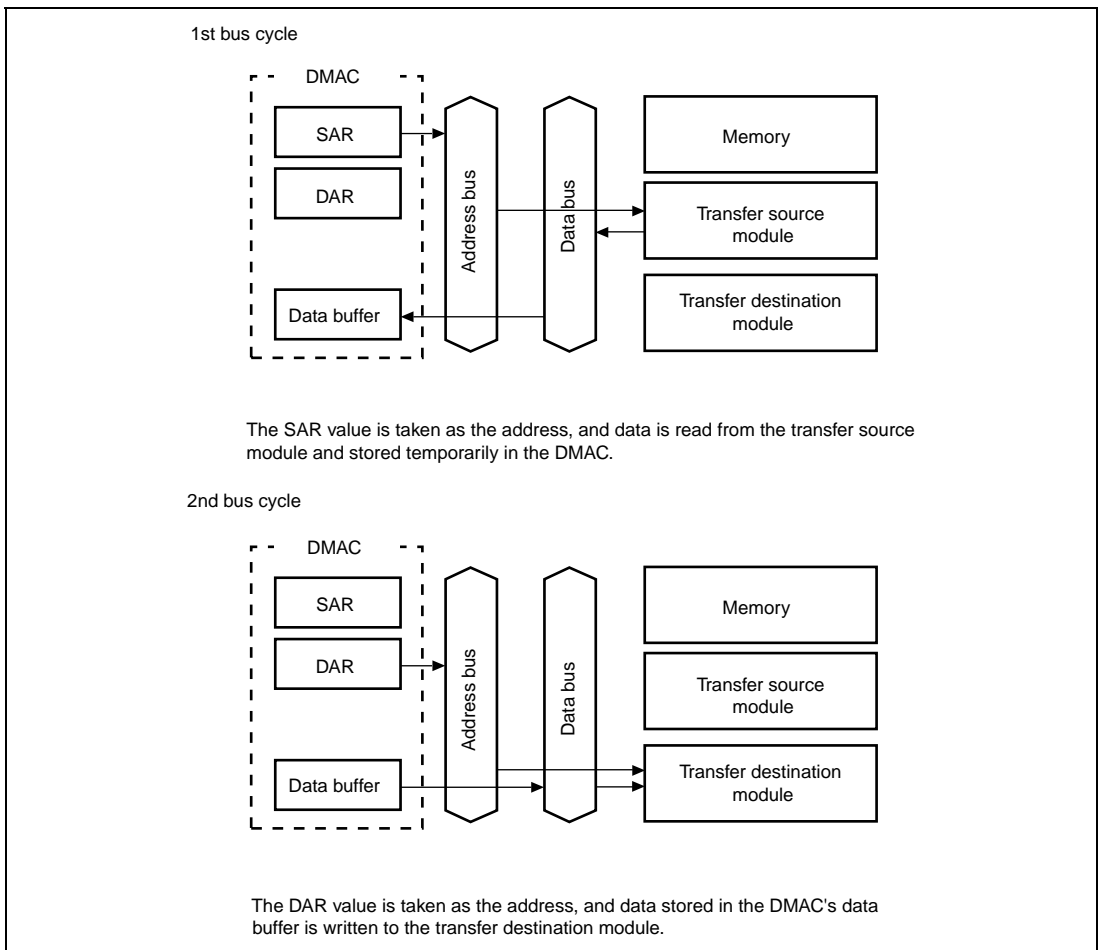 1st bus cycle
DMAC
SAR
DAR
Data buffer
Address bus
Data bus
Memory
Transfer source
module
Transfer destination
module
The SAR value is taken as the address, and data is read from the transfer source
module and stored temporarily in the DMAC.
2nd bus cycle
DMAC
SAR
DAR
Data buffer
Address bus
Data bus
Memory
Transfer source
module
Transfer destination
module
The DAR value is taken as the address, and data stored in the DMAC's data
buffer is written to the transfer destination module.